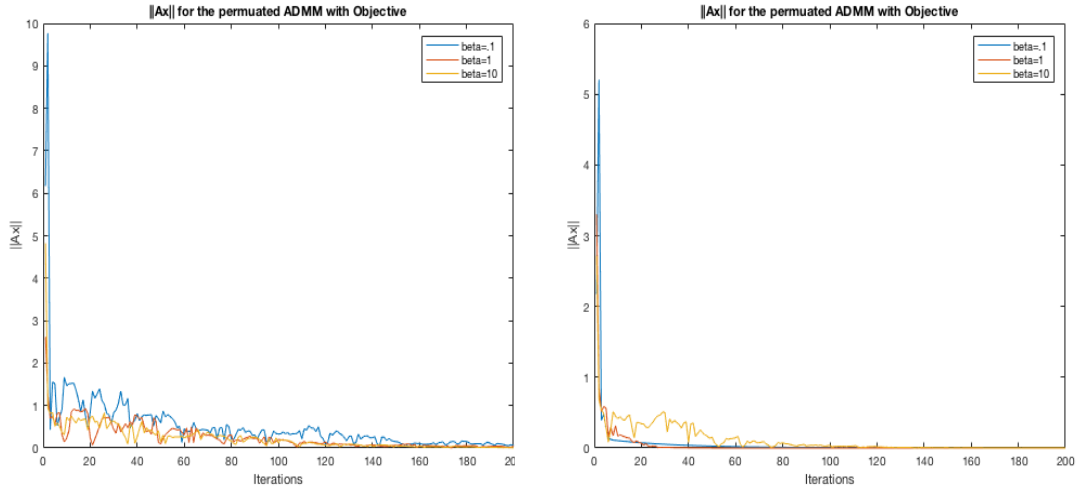 ||Ax|| for the permuated ADMM with Objective
10
9
8
7
6
5
4
3
2
1
0
||Ax||
beta=.1
beta=1
beta=10
0 20 40 60 80 100 120 140 160 180 20
Iterations
||Ax|| for the permuated ADMM with Objective
6
5
4
3
2
1
0
||Ax||
beta=.1
beta=1
beta=10
0 20 40 60 80 100 120 140 160 180 200
Iterations